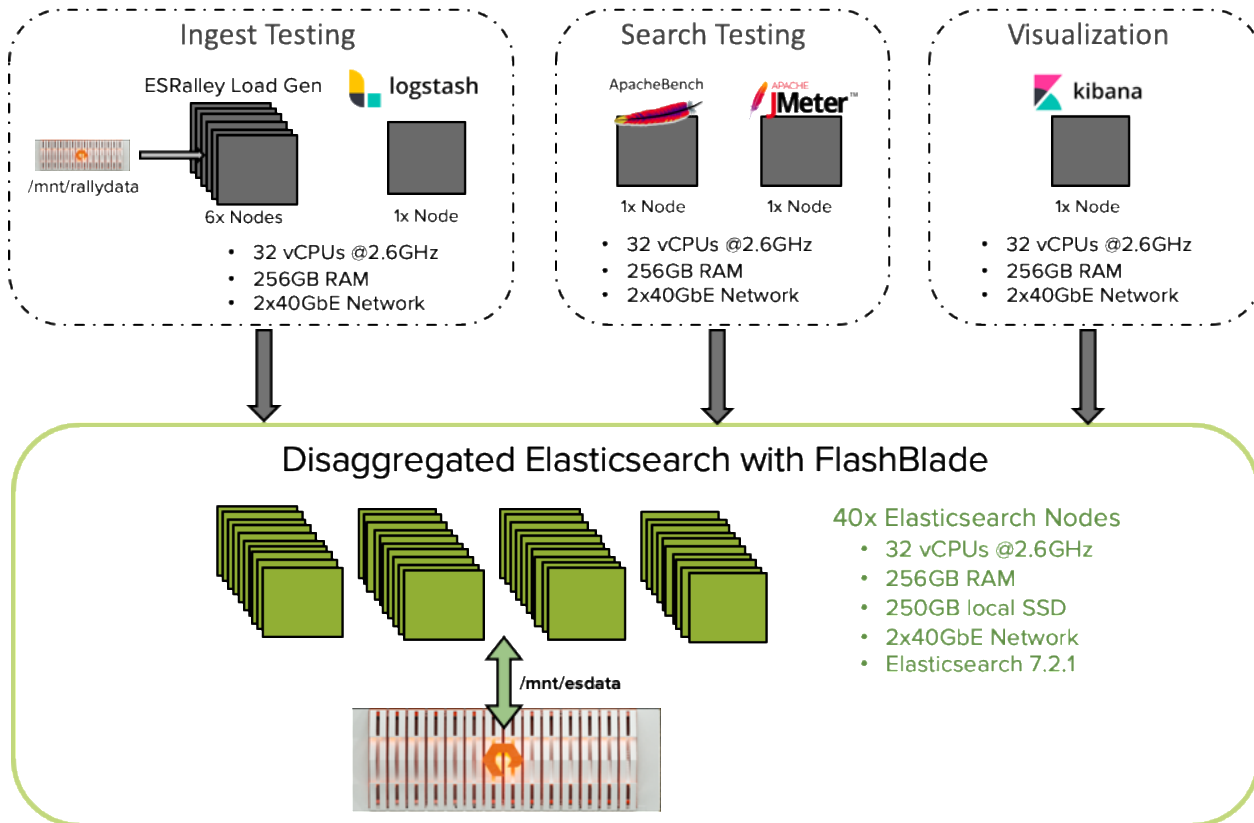 Ingest Testing
ESRalley Load Gen
logstash
/mnt/rallydata
6x Nodes
1x Node
• 32 vCPUs @2.6GHz
• 256GB RAM
• 2x40GbE Network
Search Testing
ApacheBench
APACHE
JMeter™
1x Node
1x Node
• 32 vCPUs @2.6GHz
• 256GB RAM
• 2x40GbE Network
Visualization
kibana
1x Node
• 32 vCPUs @2.6GHz
• 256GB RAM
• 2x40GbE Network
Disaggregated Elasticsearch with FlashBlade
40x Elasticsearch Nodes
• 32 vCPUs @2.6GHz
• 256GB RAM
• 250GB local SSD
• 2x40GbE Network
• Elasticsearch 7.2.1
/mnt/esdata